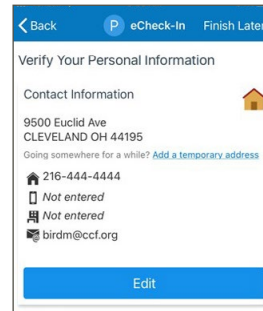 Back P eCheck-In Finish Later
Verify Your Personal Information
Contact Information
9500 Euclid Ave
CLEVELAND OH 44195
Going somewhere for a while? Add a temporary address
216-444-4444
Not entered
Not entered
birdm@ccf.org
Edit